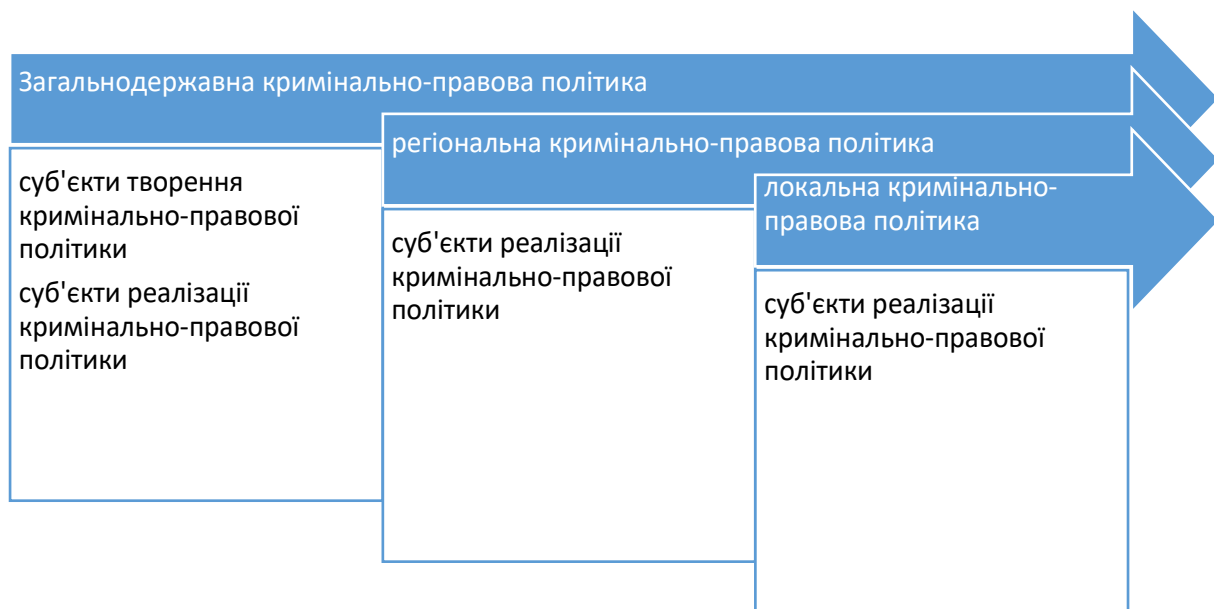 Загальнодержавна кримінально-правова політика
суб'єкти творення
кримінально-правової
політики
суб'єкти реалізації
кримінально-правової
політики
регіональна кримінально-правова політика
суб'єкти реалізації
кримінально-правової
політики
локальна кримінально-
правова політика
суб'єкти реалізації
кримінально-правової
політики